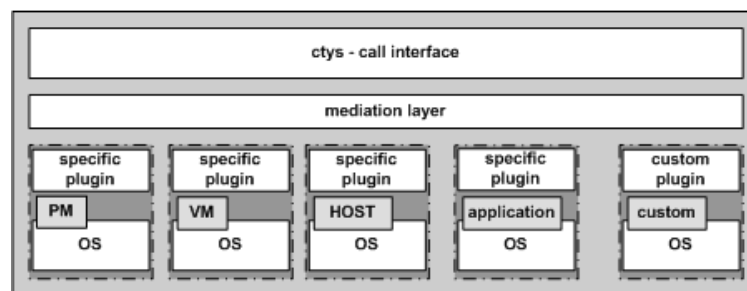 ctys - call interface
mediation layer
specific
plugin
PM
OS
specific
plugin
VM
OS
specific
plugin
HOST
OS
specific
plugin
application
OS
custom
plugin
custom
OS